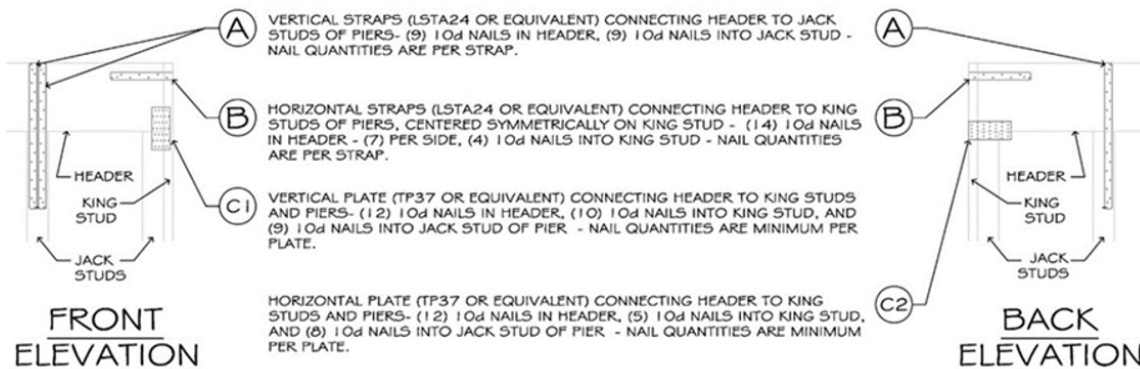 A
VERTICAL STRAPS (LSTA24 OR EQUIVALENT) CONNECTING HEADER TO JACK
STUDS OF PIERS- (9) 10d NAILS IN HEADER, (9) 10d NAILS INTO JACK STUD -
NAIL QUANTITIES ARE PER STRAP.
B
HORIZONTAL STRAPS (LSTA24 OR EQUIVALENT) CONNECTING HEADER TO KING
STUDS OF PIERS, CENTERED SYMMETRICALLY ON KING STUD - (14) 10d NAILS
IN HEADER - (7) PER SIDE, (4) 10d NAILS INTO KING STUD - NAIL QUANTITIES
ARE PER STRAP.
C1
VERTICAL PLATE (TP37 OR EQUIVALENT) CONNECTING HEADER TO KING STUDS
AND PIERS- (12) 10d NAILS IN HEADER, (10) 10d NAILS INTO KING STUD, AND
(9) 10d NAILS INTO JACK STUD OF PIER - NAIL QUANTITIES ARE MINIMUM PER
PLATE.
HORIZONTAL PLATE (TP37 OR EQUIVALENT) CONNECTING HEADER TO KING
STUDS AND PIERS- (12) 10d NAILS IN HEADER, (5) 10d NAILS INTO KING STUD,
AND (8) 10d NAILS INTO JACK STUD OF PIER - NAIL QUANTITIES ARE MINIMUM
PER PLATE.
HEADER
KING
STUD
JACK
STUDS
FRONT
ELEVATION
A
B
C2
HEADER
KING
STUD
JACK
STUDS
BACK
ELEVATION